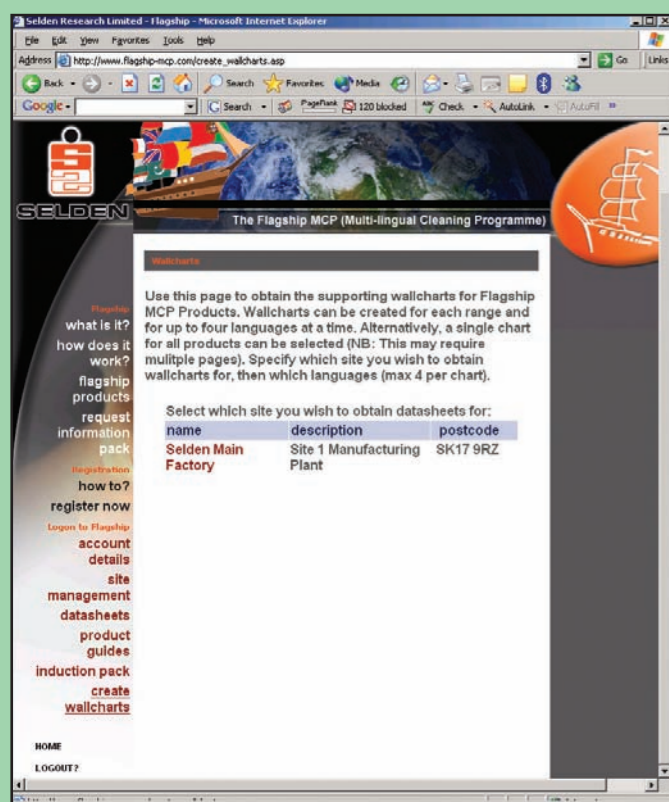 Selden Research Limited - Flagship - Microsoft Internet Explorer
File Edit View Favorites Tools Help
Address http://www.flagship-mcp.com/create_wallcharts.asp Go Links
Back Search Favorites Media
Google Search PageRank 120 blocked Check AutoLink AutoFill
SELDEN
The Flagship MCP (Multi-lingual Cleaning Programme)
Wallcharts
Use this page to obtain the supporting wallcharts for Flagship
MCP Products. Wallcharts can be created for each range and
for up to four languages at a time. Alternatively, a single chart
for all products can be selected (NB: This may require
mulitple pages). Specify which site you wish to obtain
wallcharts for, then which languages (max 4 per chart).
Select which site you wish to obtain datasheets for:
name description postcode
Selden Main Site 1 Manufacturing SK17 9RZ
Factory Plant
Flagship
what is it?
how does it
work?
flagship
products
request
information
pack
Registration
how to?
register now
Logon to Flagship
account
details
site
management
datasheets
product
guides
induction pack
create
wallcharts
HOME
LOGOUT?